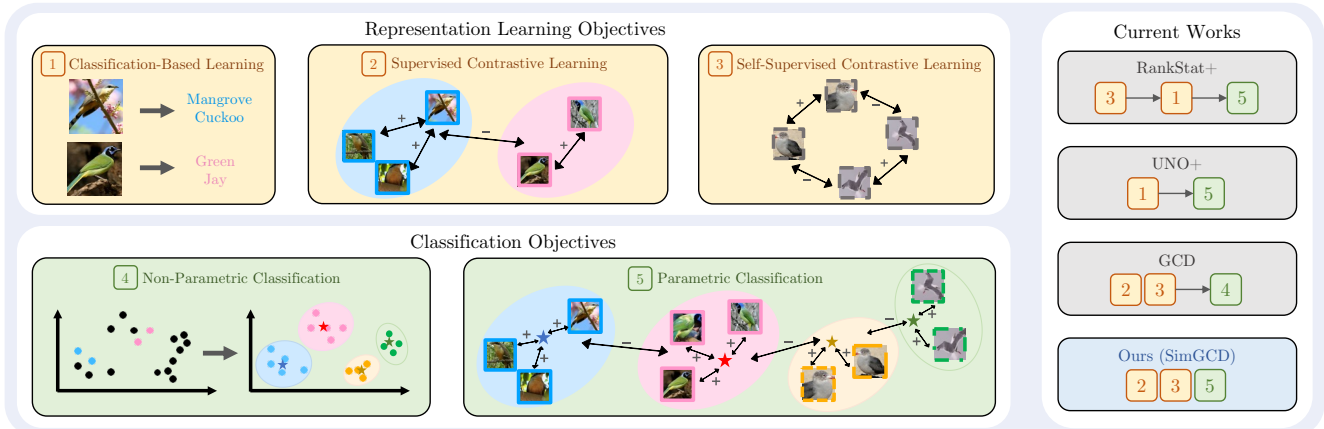 Representation Learning Objectives
1 Classification-Based Learning
Mangrove
Cuckoo
Green
Jay
2 Supervised Contrastive Learning
+
+
−
+
3 Self-Supervised Contrastive Learning
+
−
−
+
Classification Objectives
4 Non-Parametric Classification
5 Parametric Classification
+
+
+
−
+
+
+
−
+
+
−
+
+
Current Works
RankStat+
3 1 5
UNO+
1 5
GCD
2 3 4
Ours (SimGCD)
2 3 5